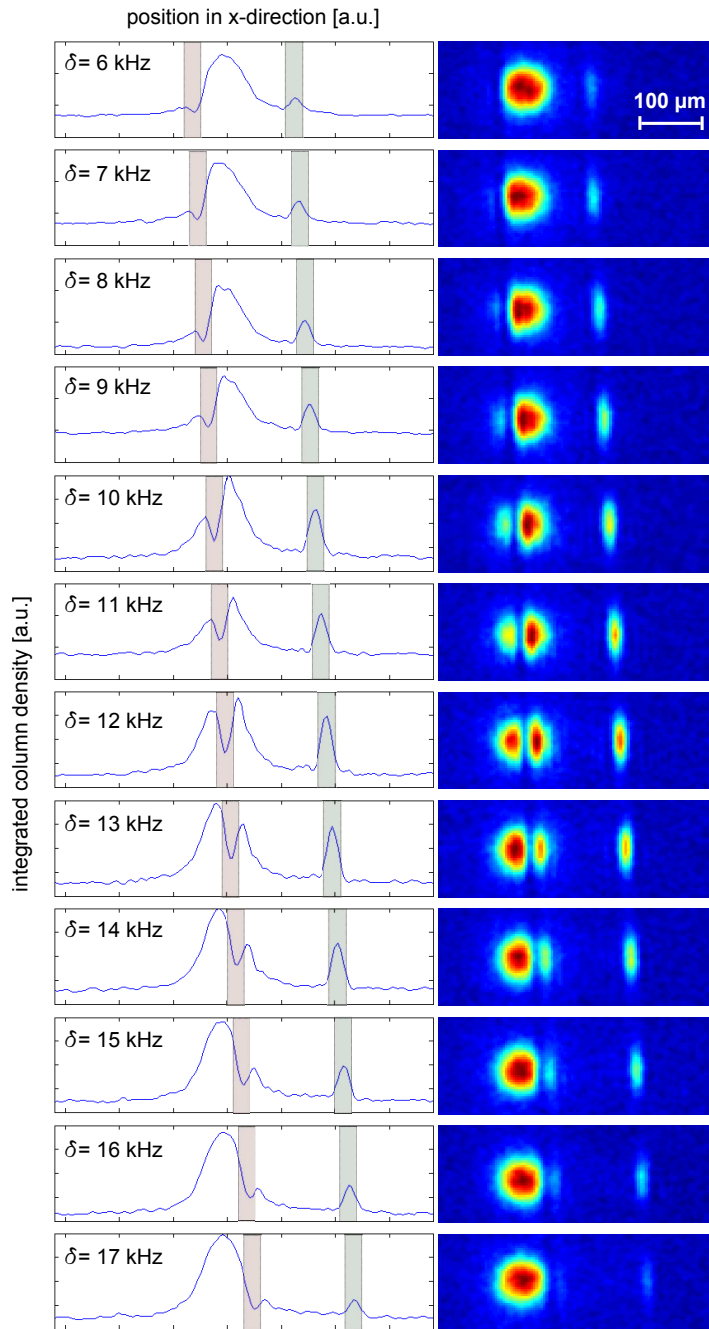 position in x-direction [a.u.]
δ= 6 kHz
100 µm
δ= 7 kHz
δ= 8 kHz
δ= 9 kHz
δ= 10 kHz
δ= 11 kHz
δ= 12 kHz
δ= 13 kHz
δ= 14 kHz
δ= 15 kHz
δ= 16 kHz
δ= 17 kHz
integrated column density [a.u.]